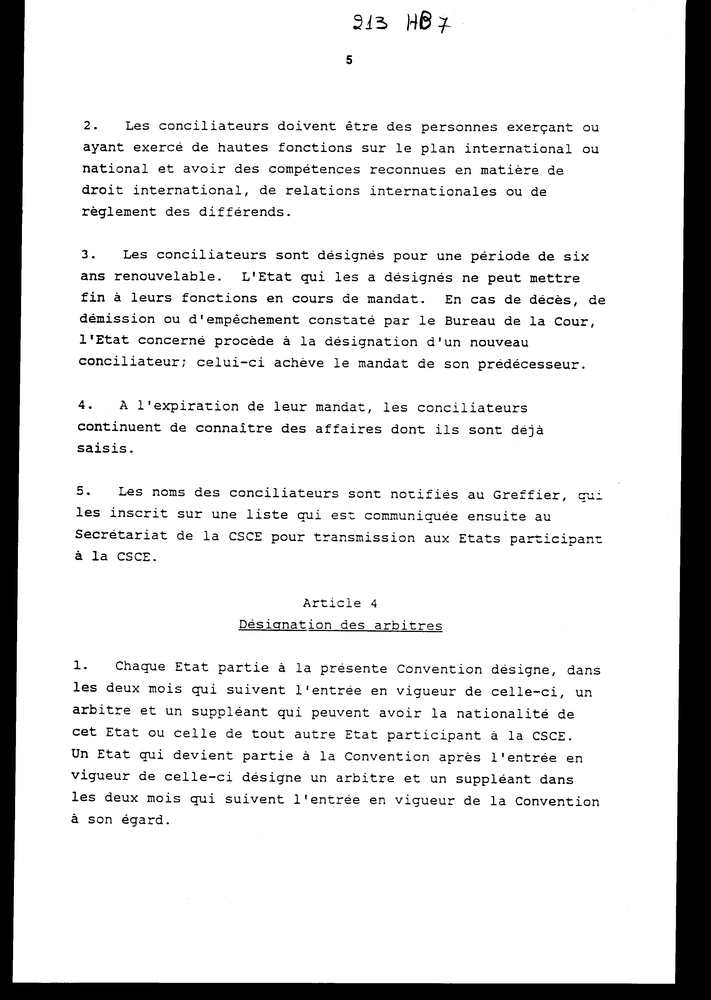 213 HB 7
5
2. Les conciliateurs doivent être des personnes exerçant ou
ayant exercé de hautes fonctions sur le plan international ou
national et avoir des compétences reconnues en matière de
droit international, de relations internationales ou de
règlement des différends.
3. Les conciliateurs sont désignés pour une période de six
ans renouvelable. L'Etat qui les a désignés ne peut mettre
fin à leurs fonctions en cours de mandat. En cas de décès, de
démission ou d'empêchement constaté par le Bureau de la Cour,
l'Etat concerné procède à la désignation d'un nouveau
conciliateur; celui-ci achève le mandat de son prédécesseur.
4. A l'expiration de leur mandat, les conciliateurs
continuent de connaître des affaires dont ils sont déjà
saisis.
5. Les noms des conciliateurs sont notifiés au Greffier, qui
les inscrit sur une liste qui est communiquée ensuite au
Secrétariat de la CSCE pour transmission aux Etats participant
à la CSCE.
Article 4
Désignation des arbitres
1. Chaque Etat partie à la présente Convention désigne, dans
les deux mois qui suivent l'entrée en vigueur de celle-ci, un
arbitre et un suppléant qui peuvent avoir la nationalité de
cet Etat ou celle de tout autre Etat participant à la CSCE.
Un Etat qui devient partie à la Convention après l'entrée en
vigueur de celle-ci désigne un arbitre et un suppléant dans
les deux mois qui suivent l'entrée en vigueur de la Convention
à son égard.